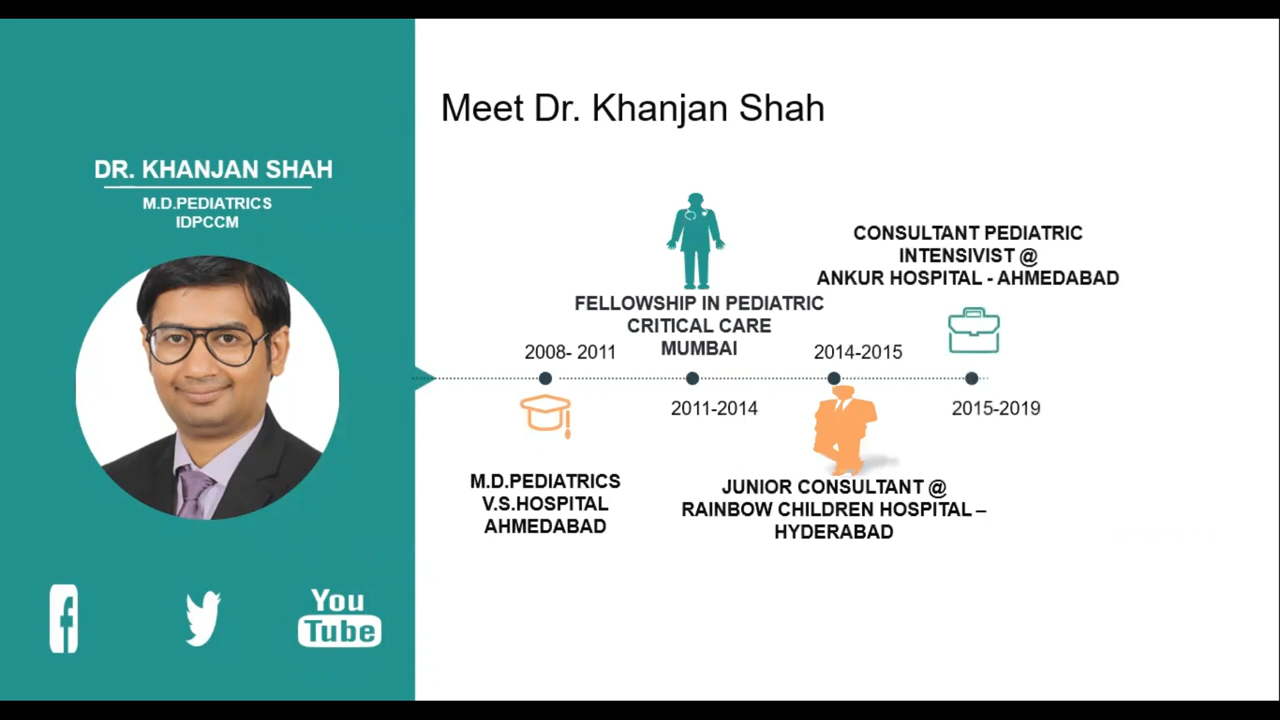 Meet Dr. Khanjan Shah
DR. KHANJAN SHAH
M.D.PEDIATRICS
IDPCCM
2008- 2011
M.D.PEDIATRICS
V.S.HOSPITAL
AHMEDABAD
FELLOWSHIP IN PEDIATRIC
CRITICAL CARE
MUMBAI
2011-2014
2014-2015
JUNIOR CONSULTANT @
RAINBOW CHILDREN HOSPITAL –
HYDERABAD
CONSULTANT PEDIATRIC
INTENSIVIST @
ANKUR HOSPITAL - AHMEDABAD
2015-2019
f
You
Tube